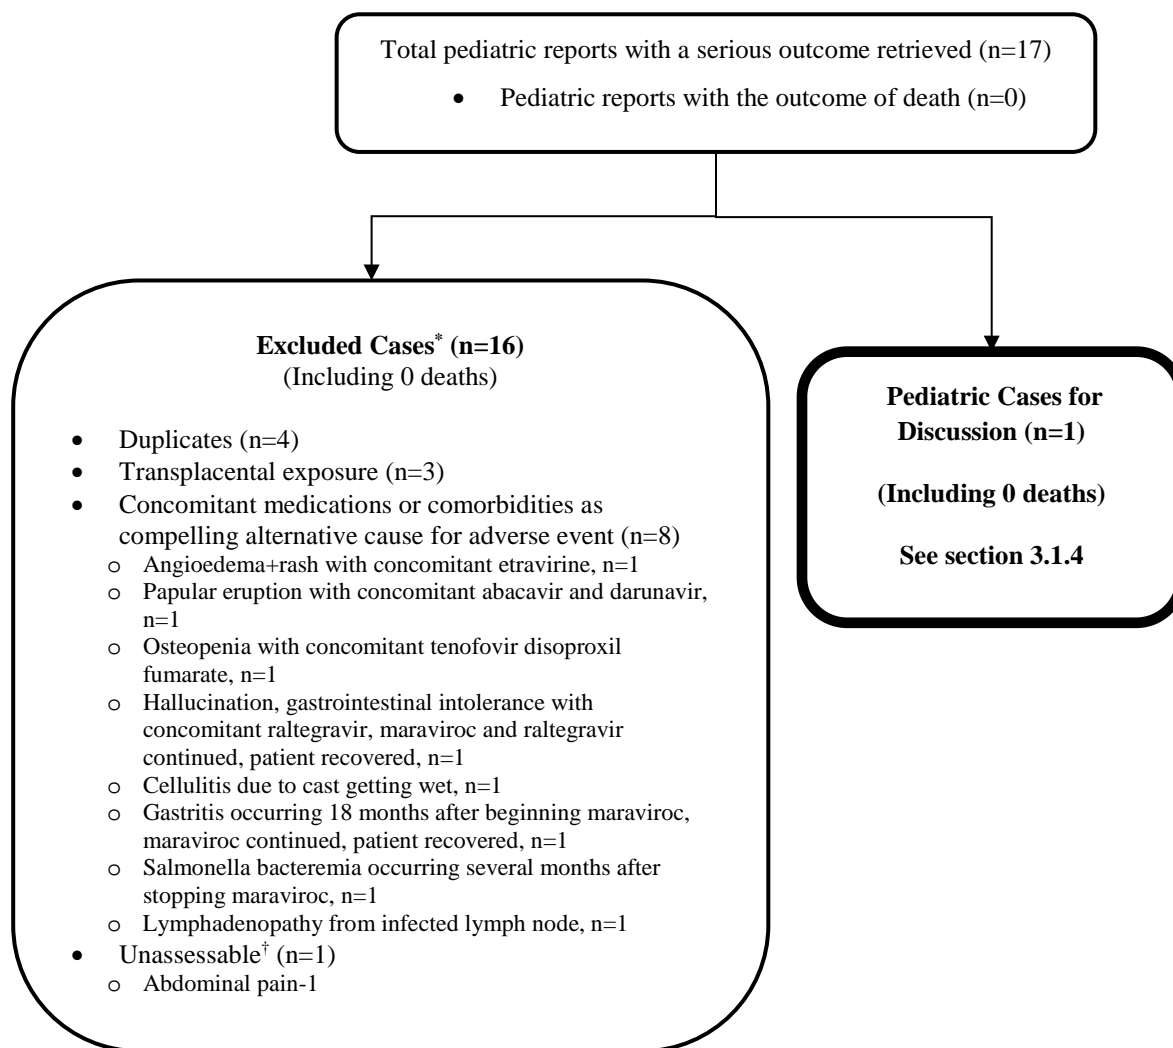 Total pediatric reports with a serious outcome retrieved (n=17)
• Pediatric reports with the outcome of death (n=0)
Excluded Cases* (n=16)
(Including 0 deaths)
• Duplicates (n=4)
• Transplacental exposure (n=3)
• Concomitant medications or comorbidities as
compelling alternative cause for adverse event (n=8)
o Angioedema+rash with concomitant etravirine, n=1
o Papular eruption with concomitant abacavir and darunavir,
n=1
o Osteopenia with concomitant tenofovir disoproxil
fumarate, n=1
o Hallucination, gastrointestinal intolerance with
concomitant raltegravir, maraviroc and raltegravir
continued, patient recovered, n=1
o Cellulitis due to cast getting wet, n=1
o Gastritis occurring 18 months after beginning maraviroc,
maraviroc continued, patient recovered, n=1
o Salmonella bacteremia occurring several months after
stopping maraviroc, n=1
o Lymphadenopathy from infected lymph node, n=1
• Unassessable† (n=1)
o Abdominal pain-1
Pediatric Cases for
Discussion (n=1)
(Including 0 deaths)
See section 3.1.4